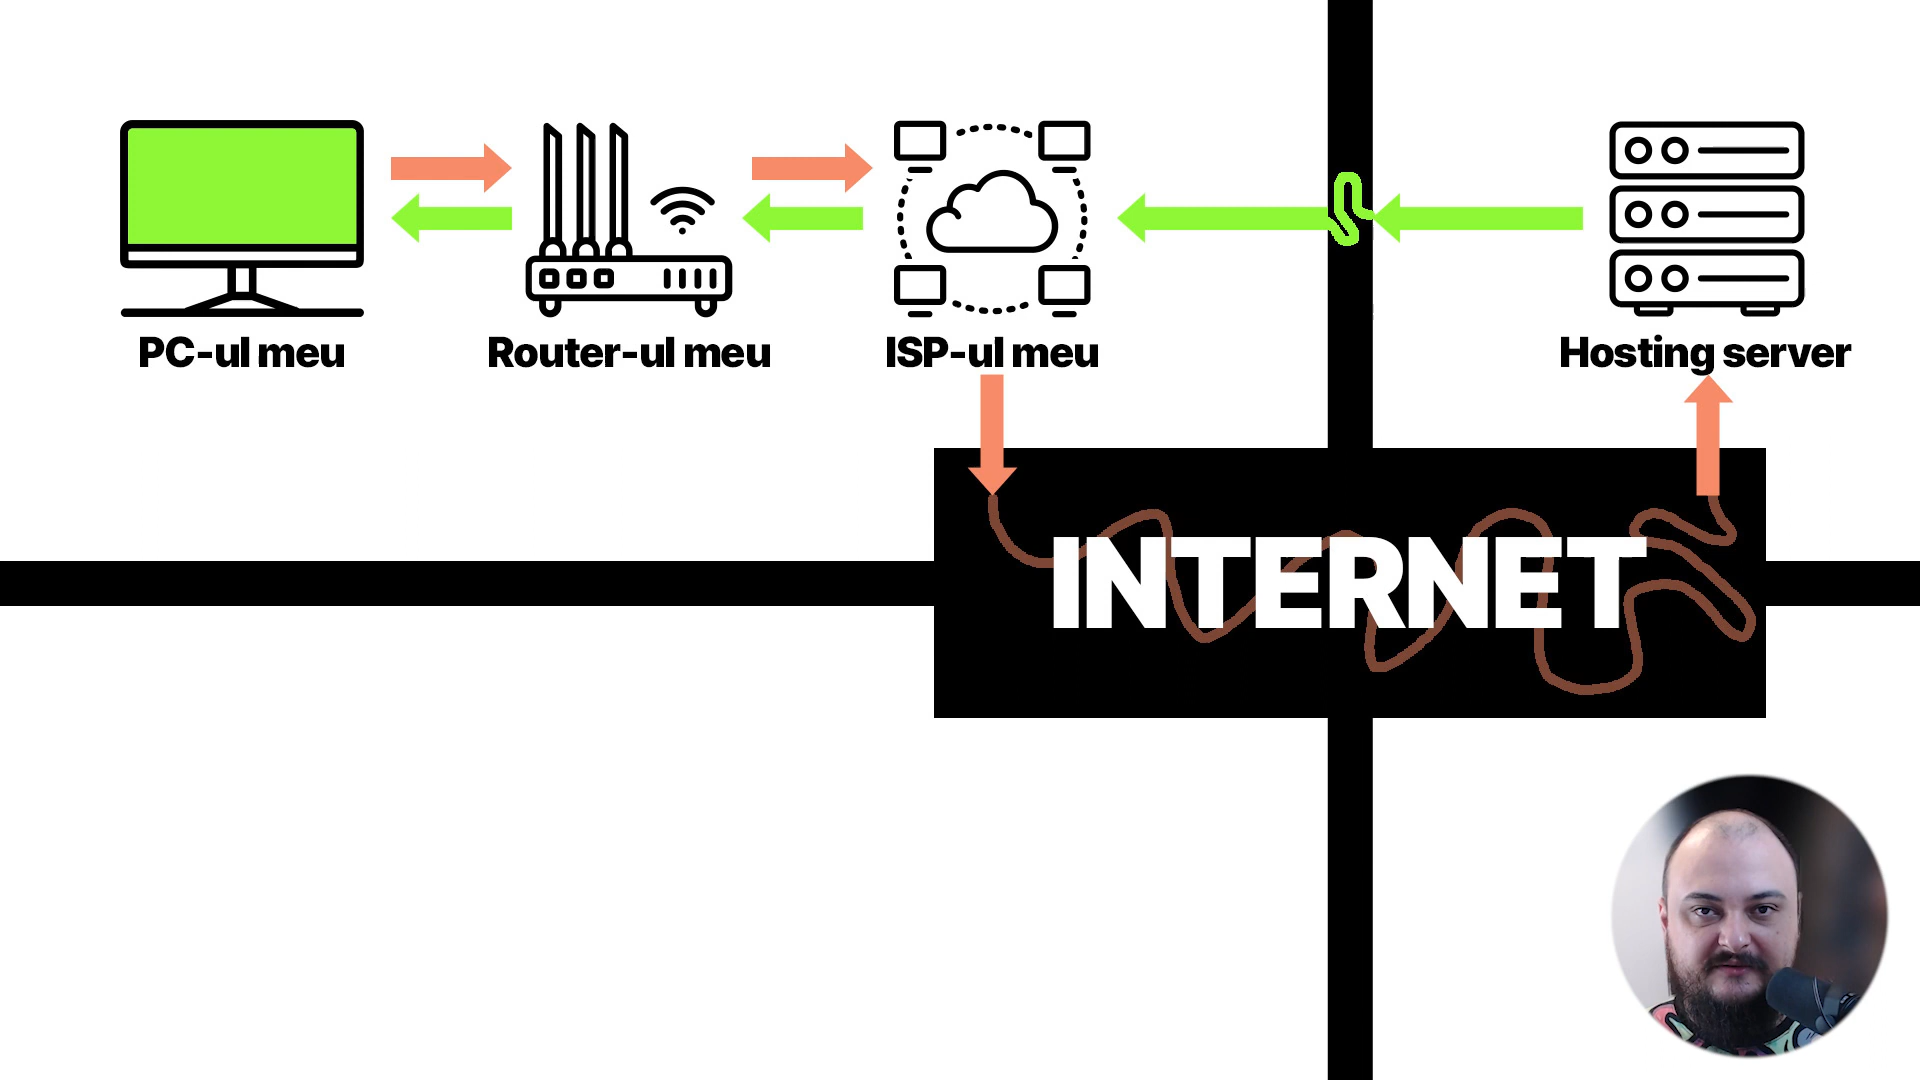 PC-ul meu
Router-ul meu
ISP-ul meu
Hosting server
INTERNET